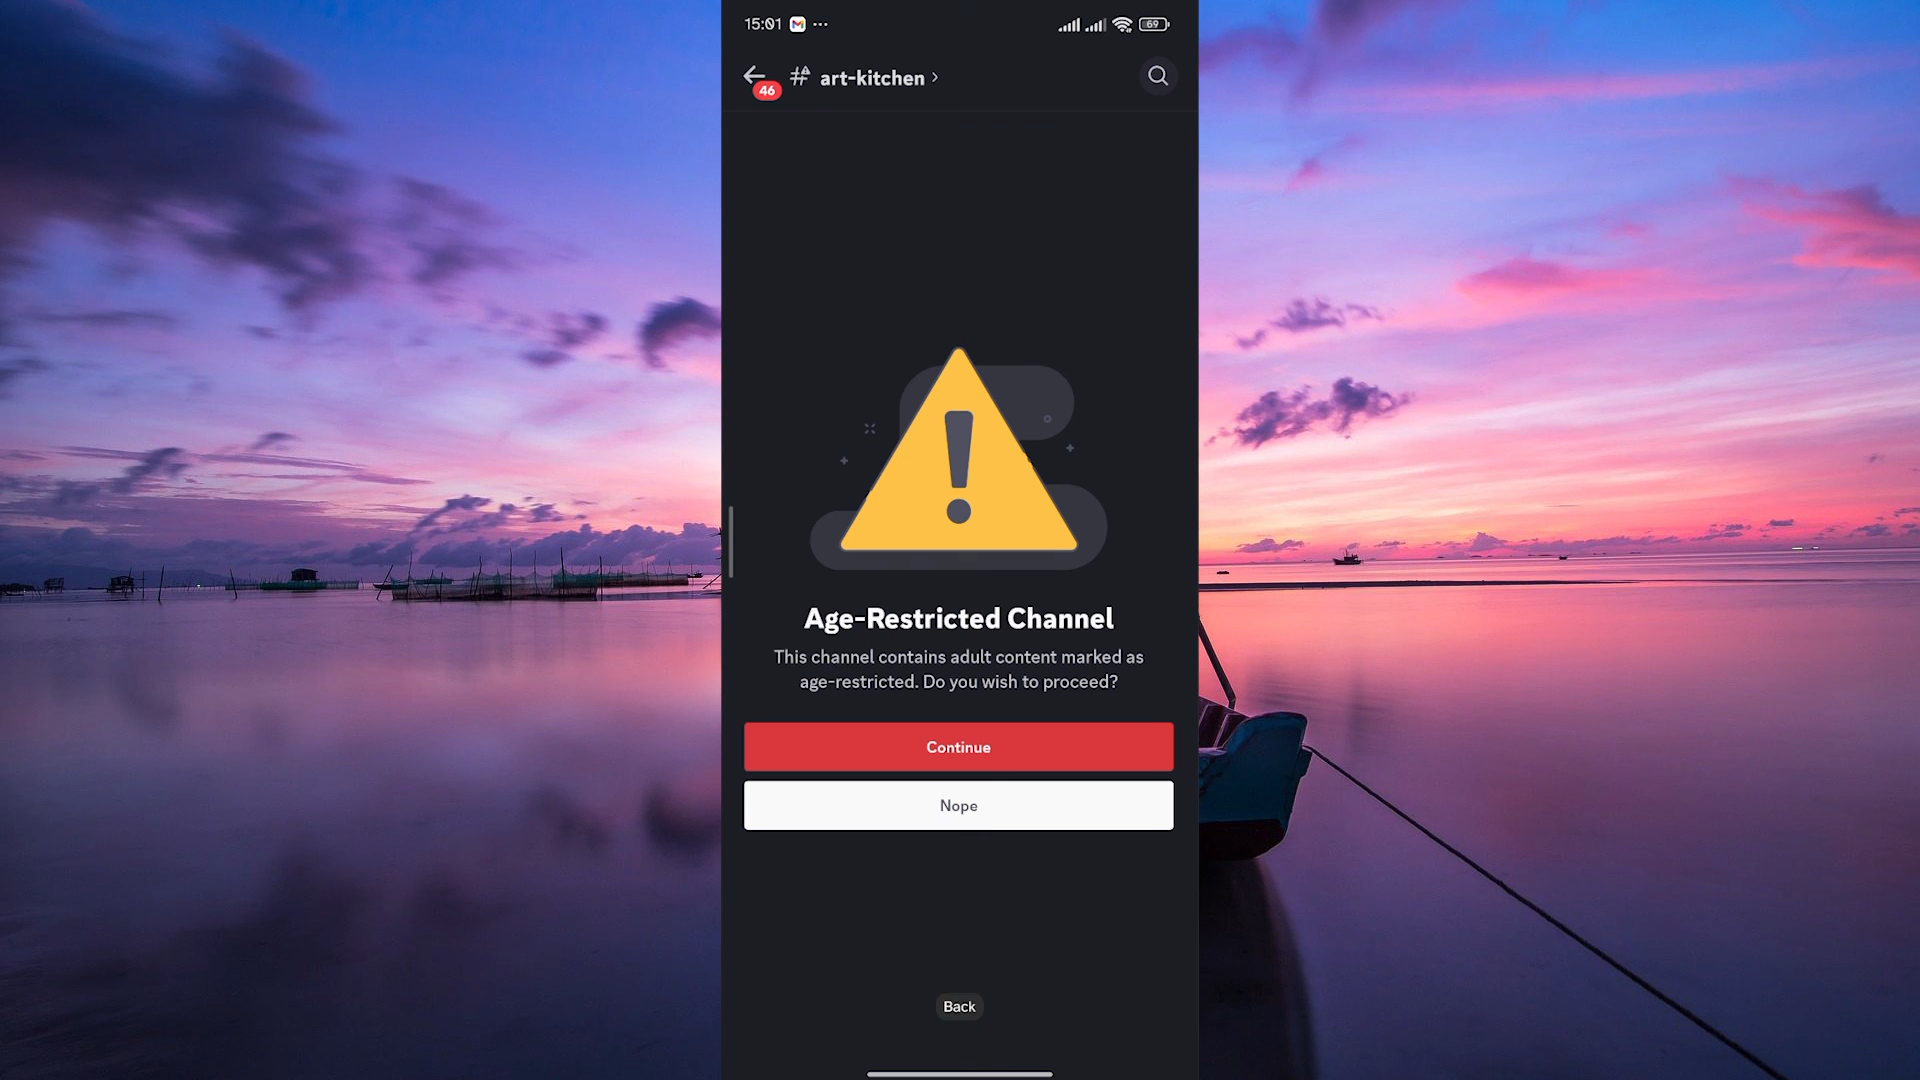 15:01 ... 69
46 # art-kitchen >
Age-Restricted Channel
This channel contains adult content marked as
age-restricted. Do you wish to proceed?
Continue
Nope
Back